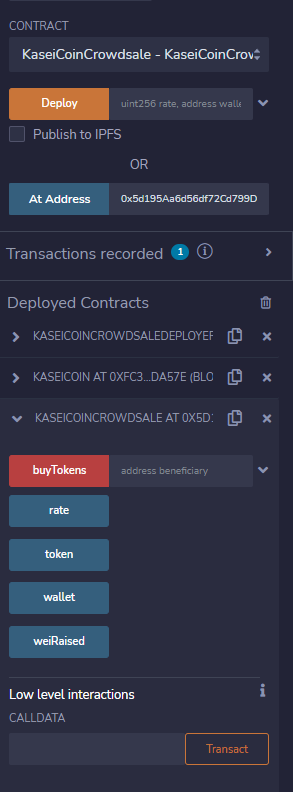 CONTRACT
KaseiCoinCrowdsale - KaseiCoinCrow
Deploy uint256 rate, address walle
Publish to IPFS
OR
At Address 0x5d195Aa6d56df72Cd799D
Transactions recorded 1 i
Deployed Contracts
KASEICOINCROWDSALEDEPLOYER
KASEICOIN AT 0XFC3...DA57E (BLO
KASEICOINCROWDSALE AT 0X5D1
buyTokens address beneficiary
rate
token
wallet
weiRaised
Low level interactions i
CALLDATA
Transact